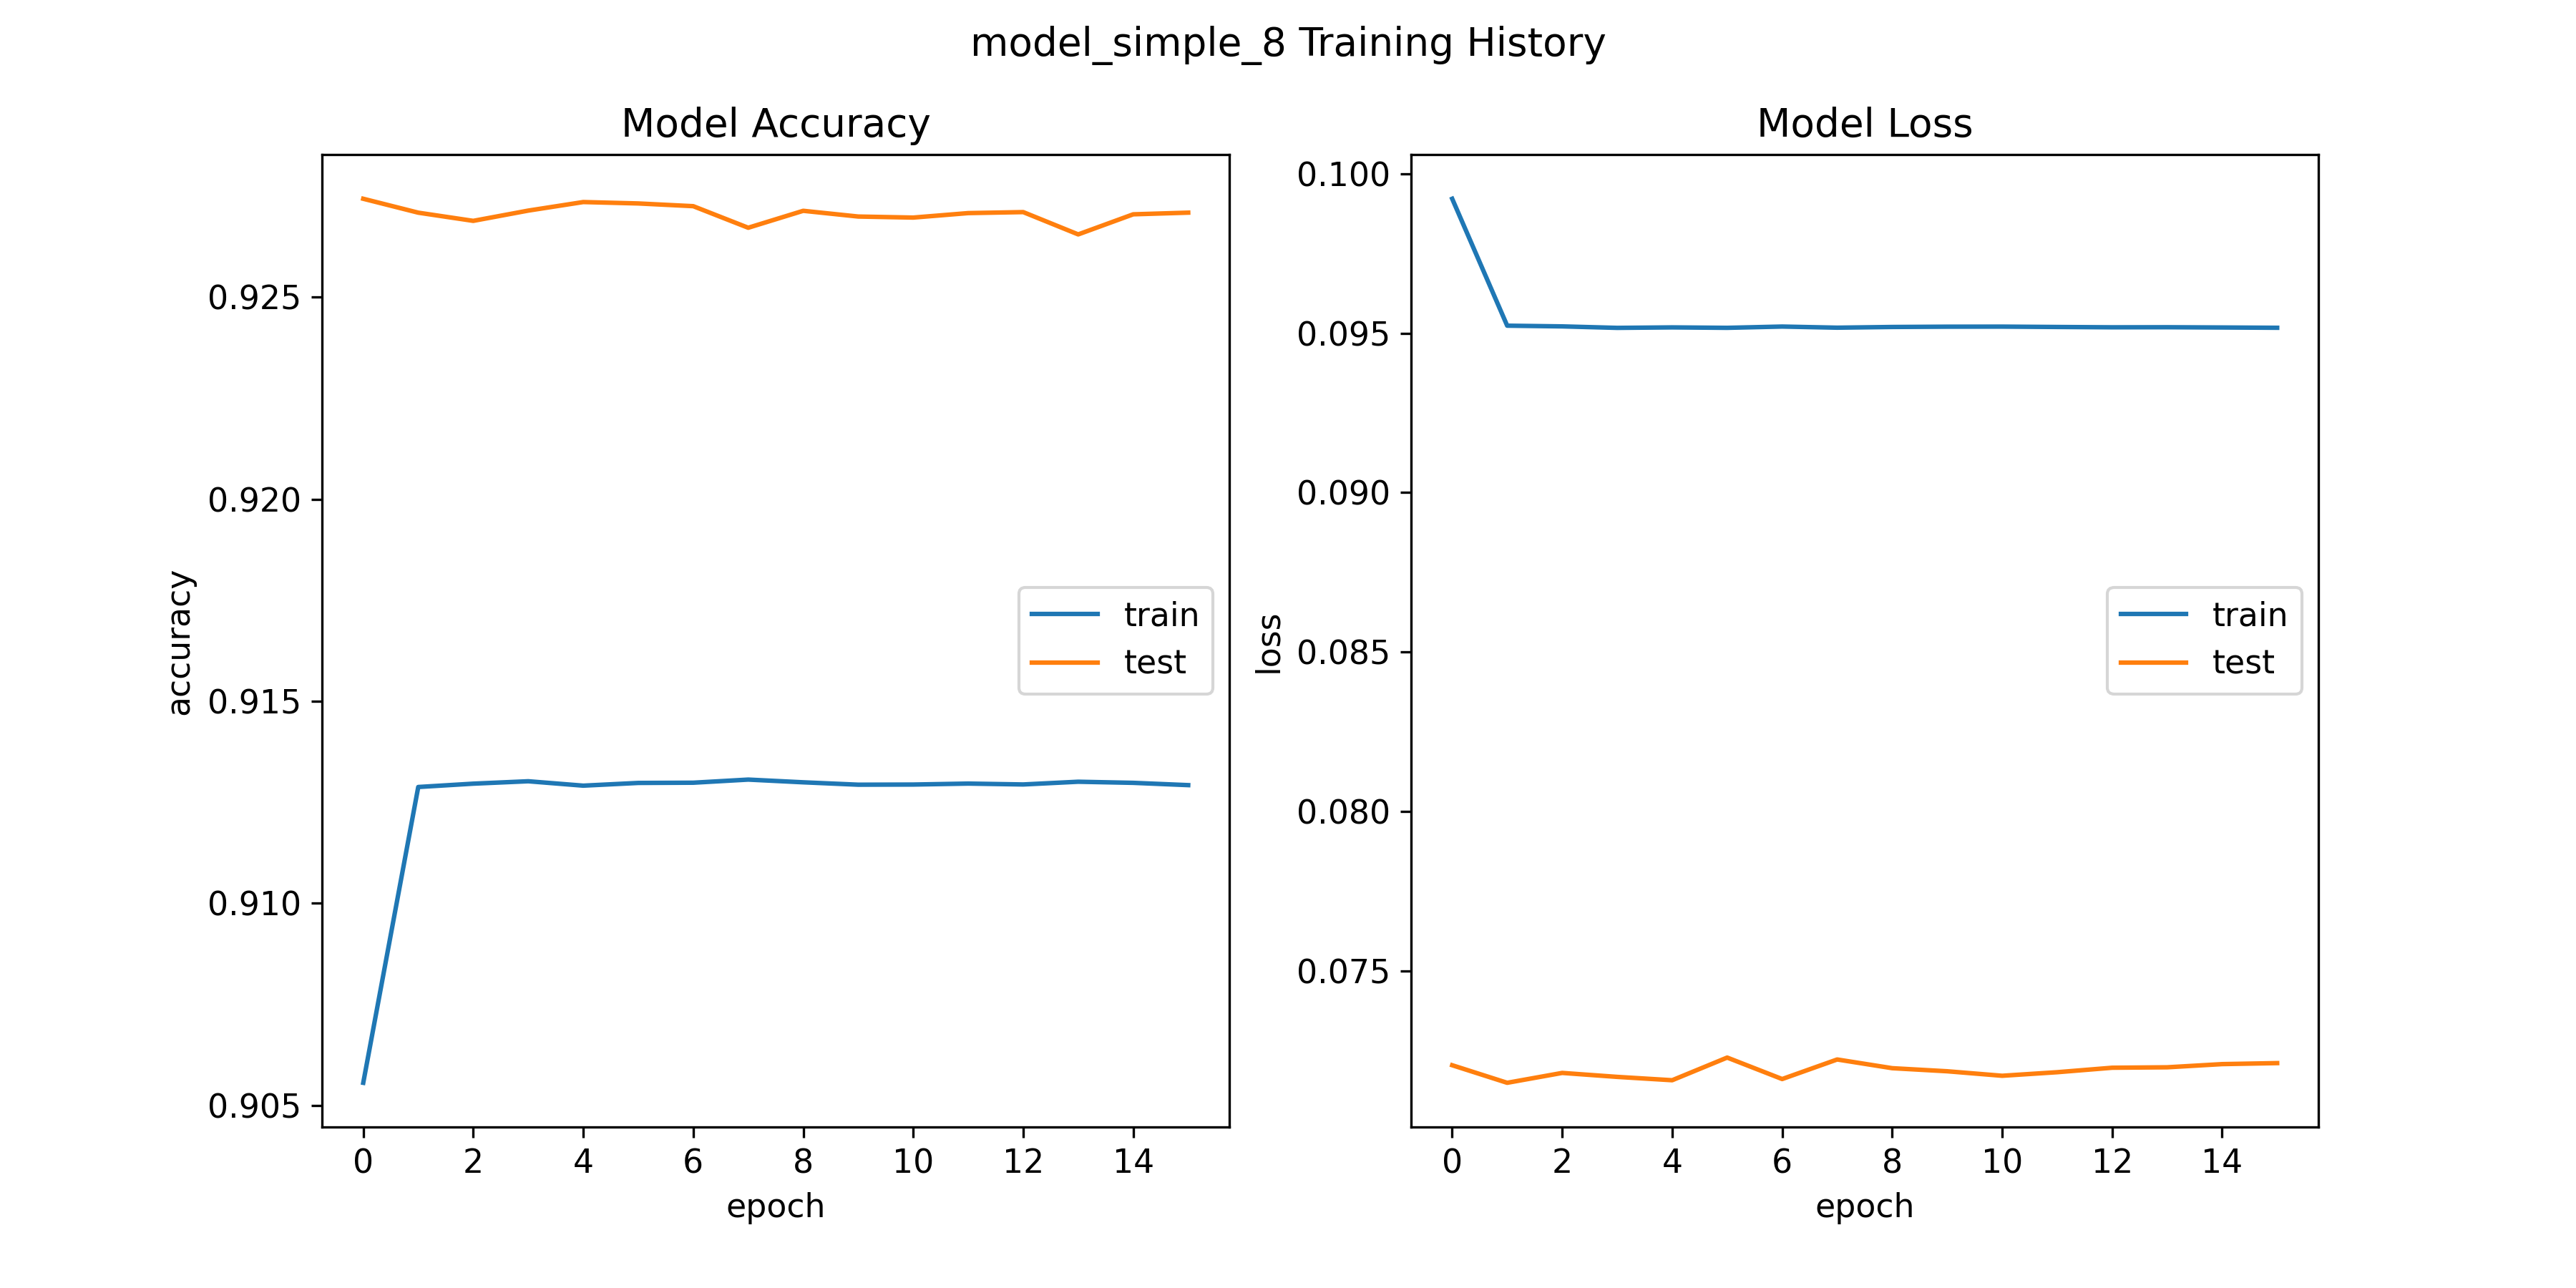 model_simple_8 Training History
Model Accuracy
accuracy
0.925
0.920
0.915
0.910
0.905
train
test
0 2 4 6 8 10 12 14
epoch
Model Loss
loss
0.100
0.095
0.090
0.085
0.080
0.075
train
test
0 2 4 6 8 10 12 14
epoch